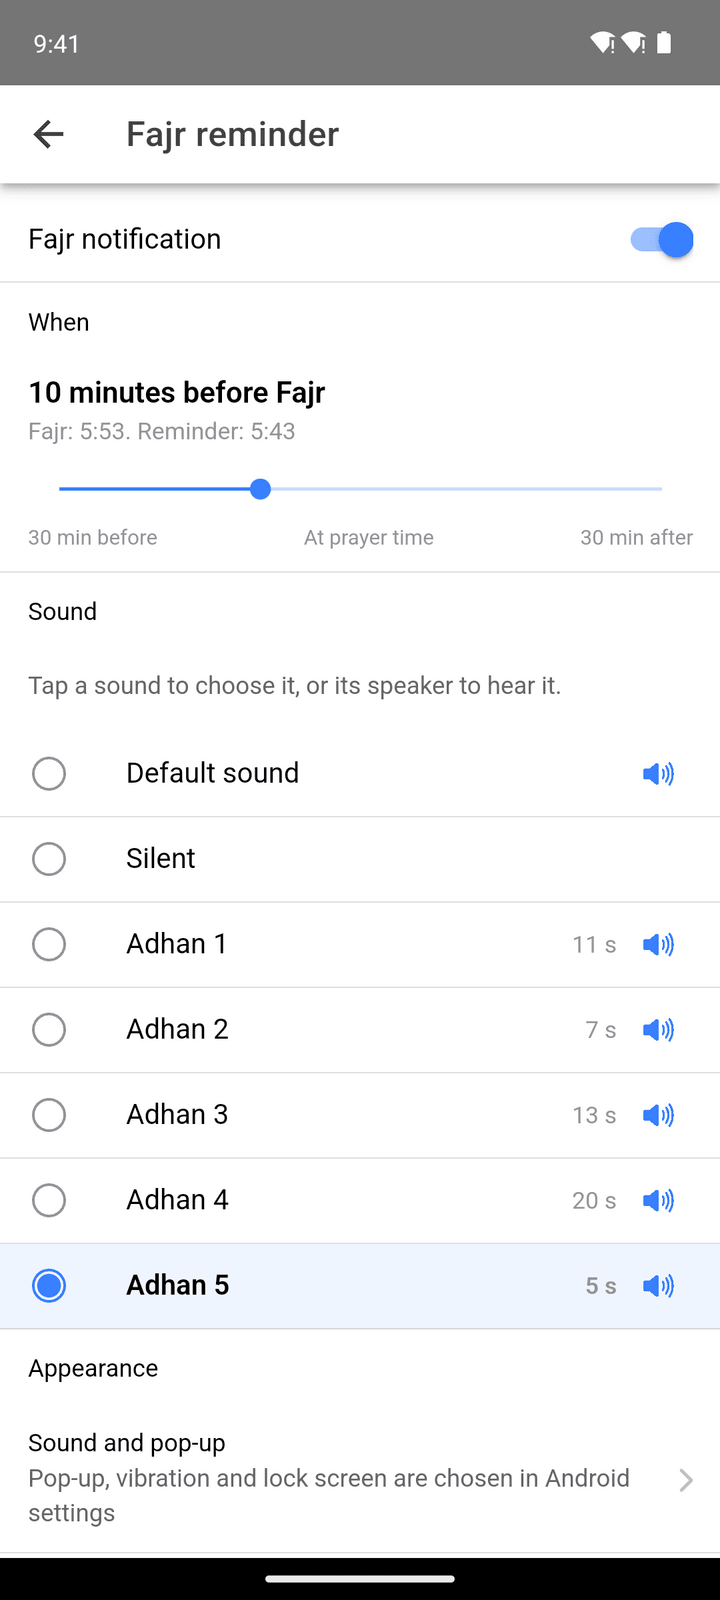 9:41
Fajr reminder
Fajr notification
When
10 minutes before Fajr
Fajr: 5:53. Reminder: 5:43
30 min before At prayer time 30 min after
Sound
Tap a sound to choose it, or its speaker to hear it.
Default sound
Silent
Adhan 1 11 s
Adhan 2 7 s
Adhan 3 13 s
Adhan 4 20 s
Adhan 5 5 s
Appearance
Sound and pop-up
Pop-up, vibration and lock screen are chosen in Android
settings